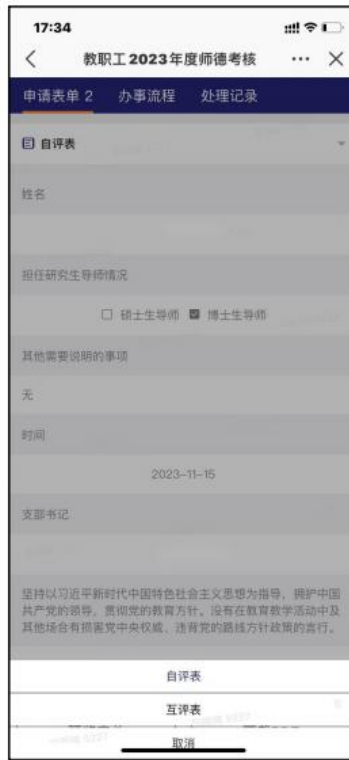 17:34
教职工2023年度师德考核
申请表单 2 办事流程 处理记录
自评表
姓名
担任研究生导师情况
硕士生导师 博士生导师
其他需要说明的事项
无
时间
2023-11-15
支部书记
坚持以习近平新时代中国特色社会主义思想为指导，拥护中国
共产党的领导，贯彻党的教育方针。没有在教育教学活动中及
其他场合有损害党中央权威、违背党的路线方针政策的言行。
自评表
互评表
取消